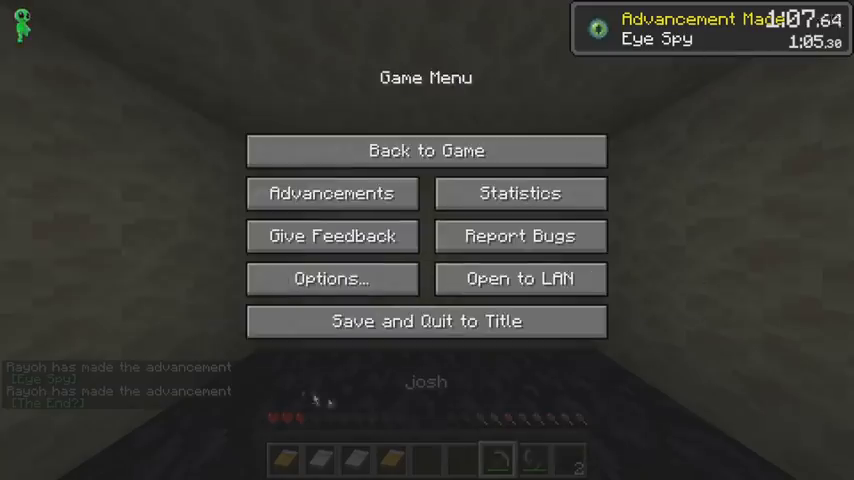 Advancement Made
1:07.64
Eye Spy
1:05.30
Game Menu
Back to Game
Advancements
Statistics
Give Feedback
Report Bugs
Options...
Open to LAN
Save and Quit to Title
Rayoh has made the advancement
[Eye Spy]
Rayoh has made the advancement
[The End?]
josh
2